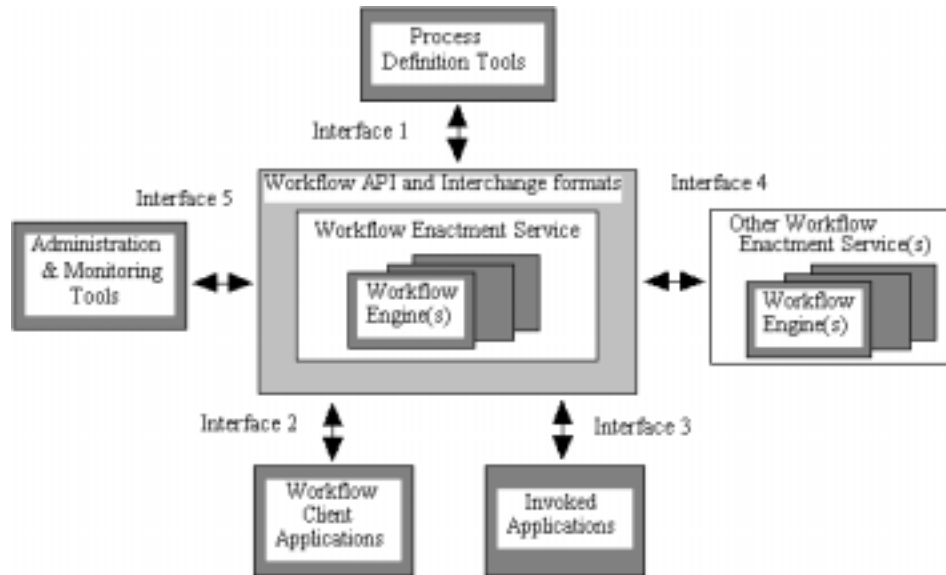 Process
Definition Tools
Interface 1
Workflow API and Interchange formats
Interface 4
Interface 5
Workflow Enactment Service
Other Workflow
Enactment Service(s)
Administration
& Monitoring
Tools
Workflow
Engine(s)
Workflow
Engine(s)
Interface 2
Interface 3
Workflow
Client
Applications
Invoked
Applications